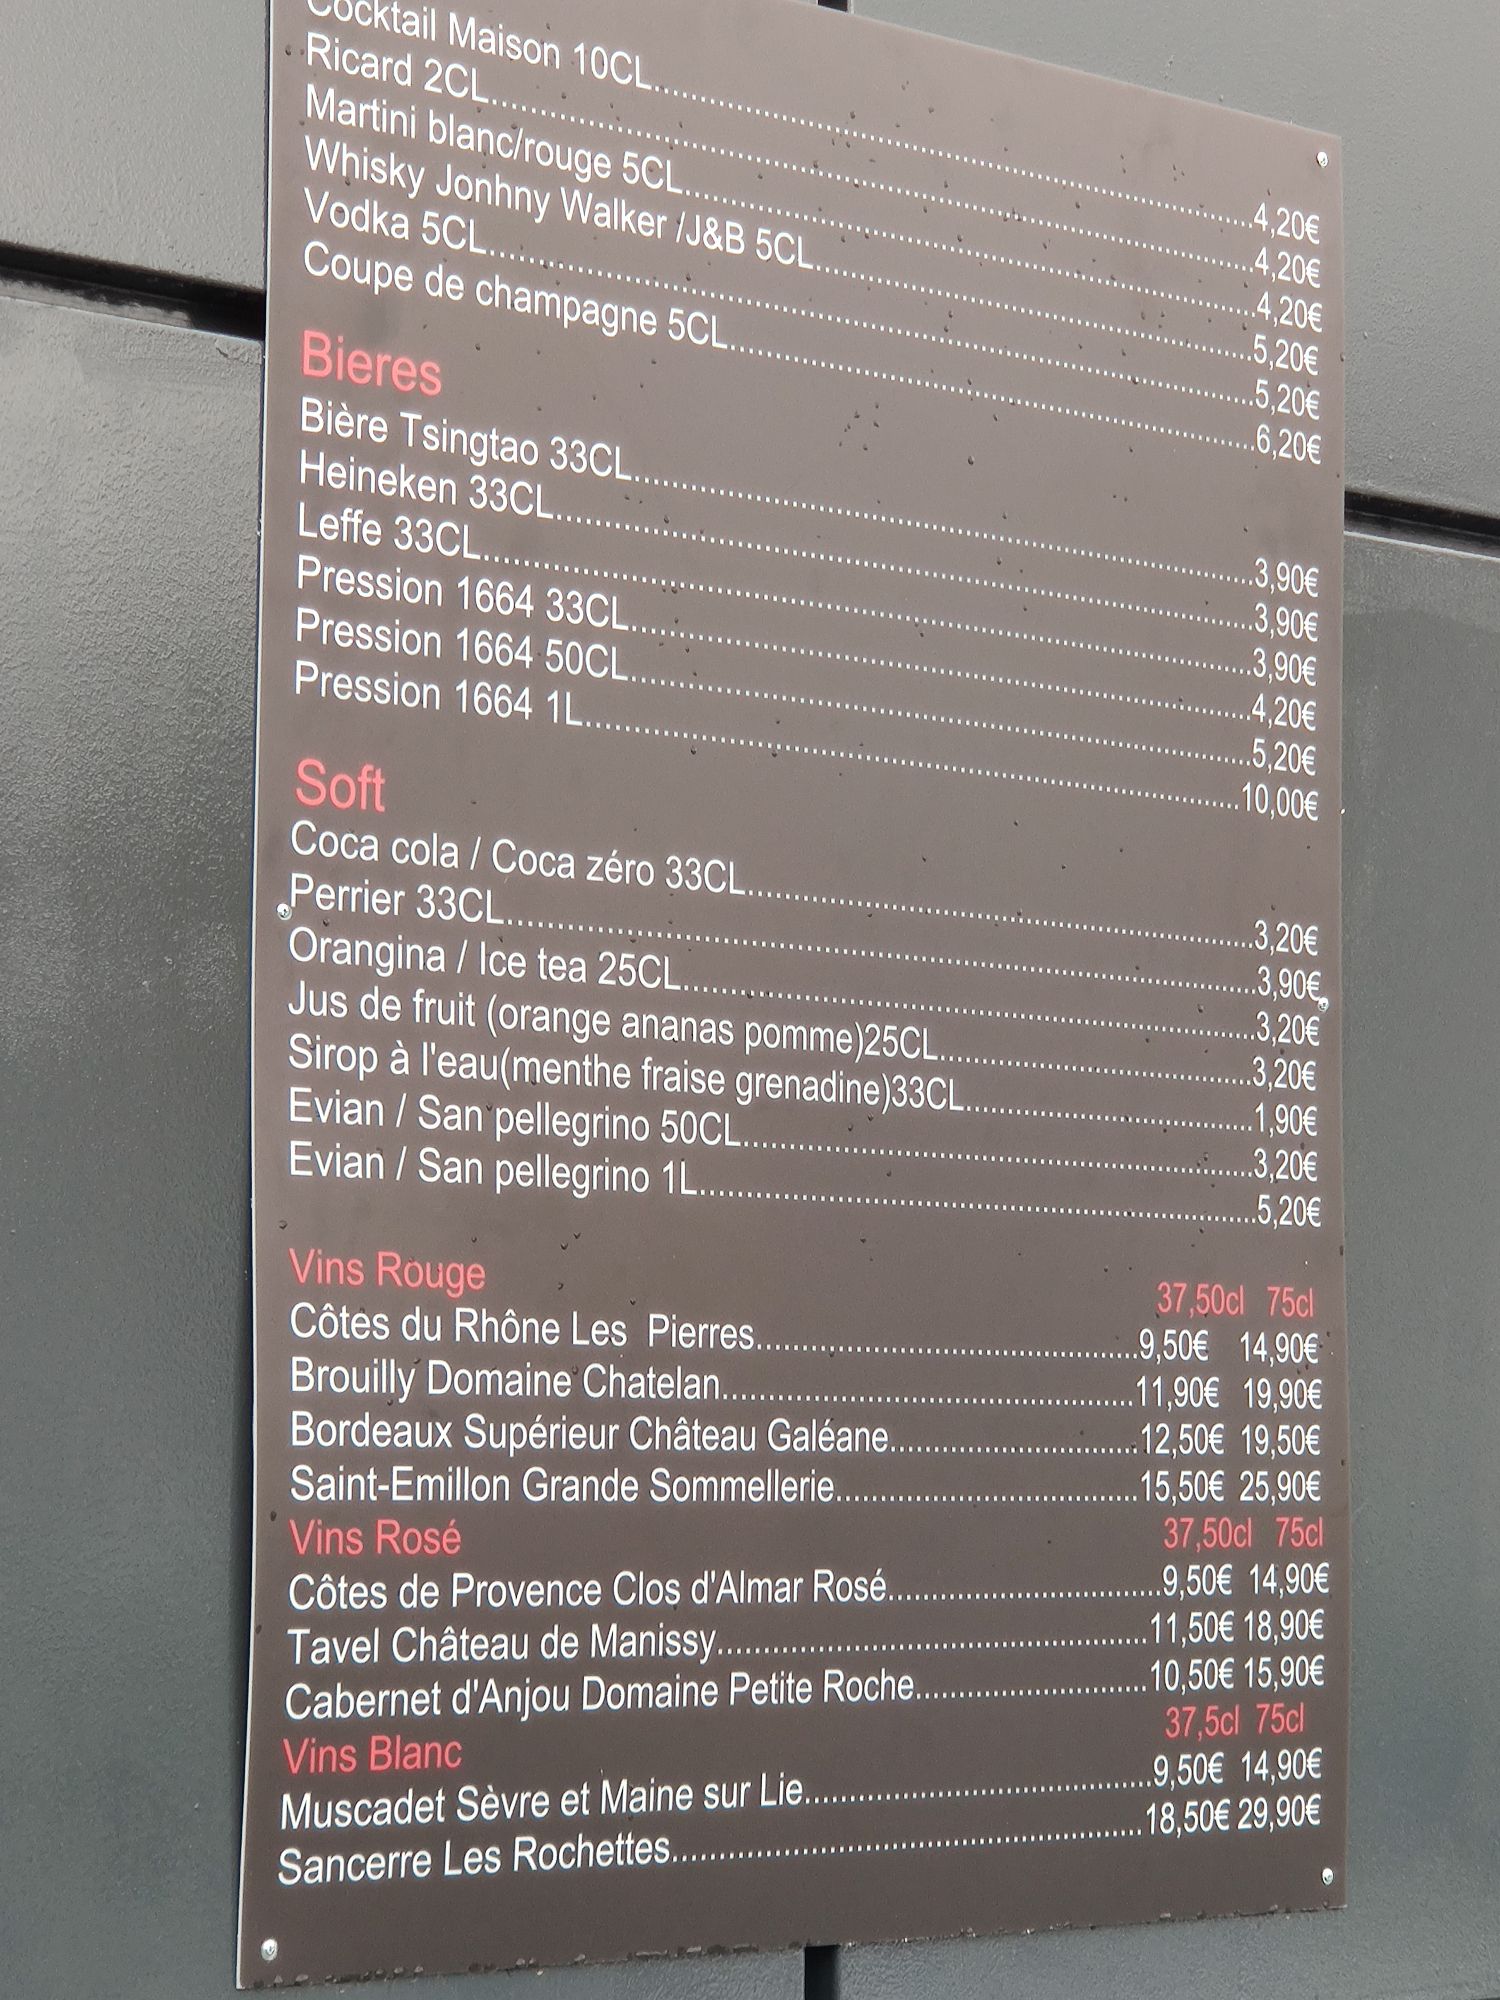 Cocktail Maison 10CL..........4,20€
Ricard 2CL..........4,20€
Martini blanc/rouge 5CL..........4,20€
Whisky Jonhny Walker /J&B 5CL..........5,20€
Vodka 5CL..........5,20€
Coupe de champagne 5CL..........6,20€
Bieres
Bière Tsingtao 33CL..........3,90€
Heineken 33CL..........3,90€
Leffe 33CL..........3,90€
Pression 1664 33CL..........4,20€
Pression 1664 50CL..........5,20€
Pression 1664 1L..........10,00€
Soft
Coca cola / Coca zéro 33CL..........3,20€
Perrier 33CL..........3,90€
Orangina / Ice tea 25CL..........3,20€
Jus de fruit (orange ananas pomme)25CL..........3,20€
Sirop à l'eau(menthe fraise grenadine)33CL..........1,90€
Evian / San pellegrino 50CL..........3,20€
Evian / San pellegrino 1L..........5,20€
Vins Rouge 37,50cl 75cl
Côtes du Rhône Les Pierres..........9,50€ 14,90€
Brouilly Domaine Chatelan..........11,90€ 19,90€
Bordeaux Supérieur Château Galéane..........12,50€ 19,50€
Saint-Emillon Grande Sommellerie..........15,50€ 25,90€
Vins Rosé 37,50cl 75cl
Côtes de Provence Clos d'Almar Rosé..........9,50€ 14,90€
Tavel Château de Manissy..........11,50€ 18,90€
Cabernet d'Anjou Domaine Petite Roche..........10,50€ 15,90€
Vins Blanc 37,5cl 75cl
Muscadet Sèvre et Maine sur Lie..........9,50€ 14,90€
Sancerre Les Rochettes..........18,50€ 29,90€